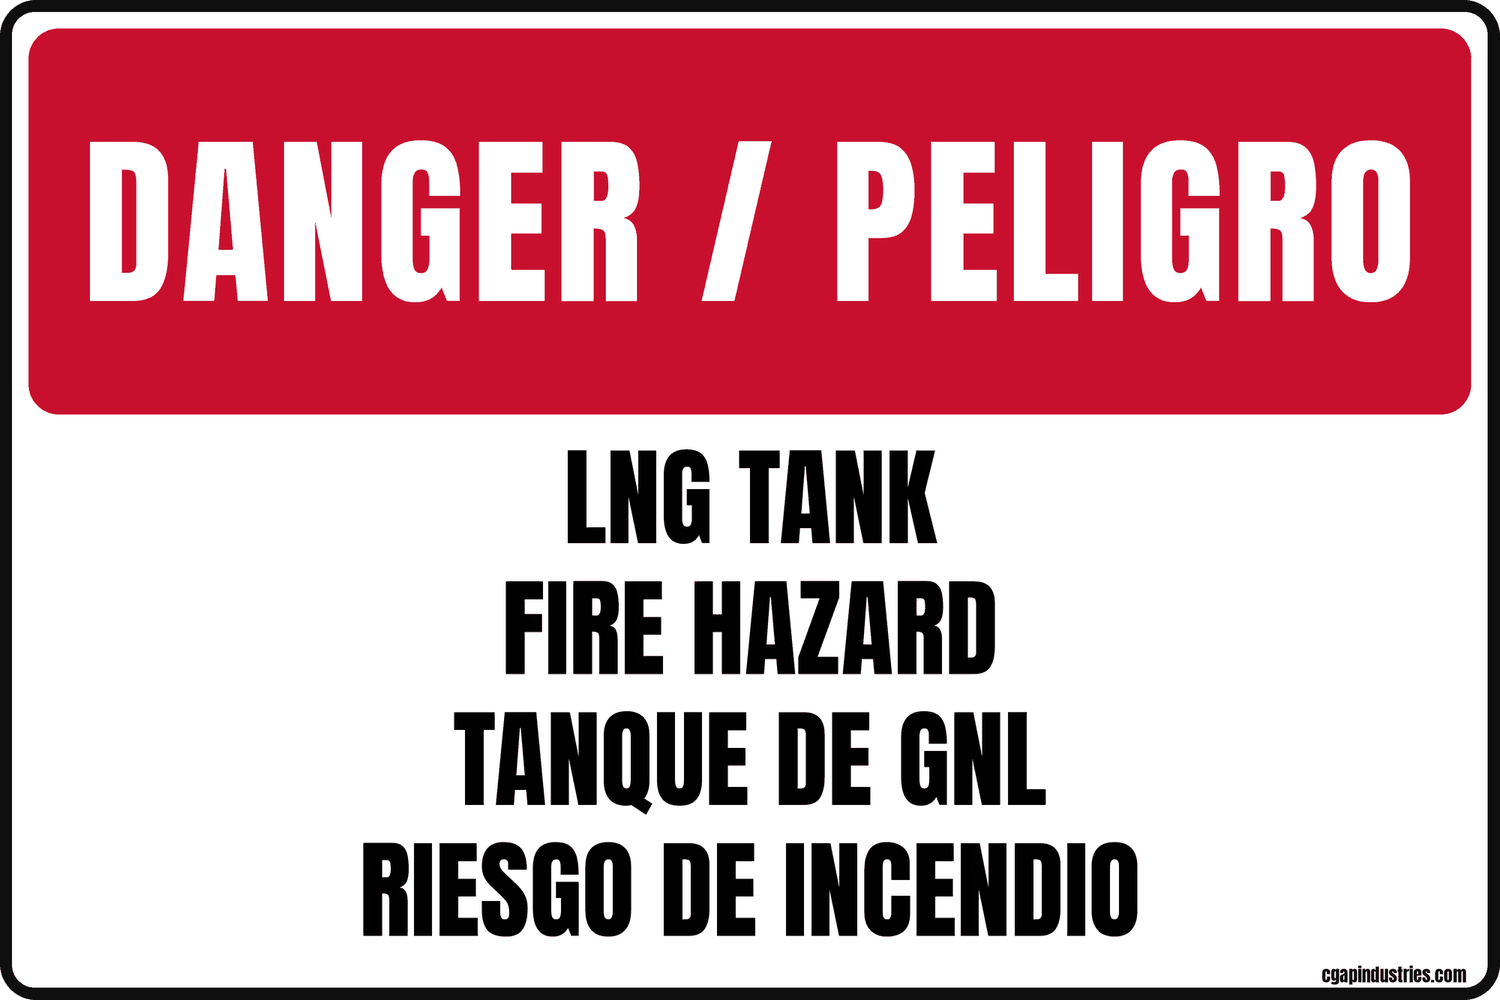 DANGER / PELIGRO
LNG TANK
FIRE HAZARD
TANQUE DE GNL
RIESGO DE INCENDIO
cgapindustries.com